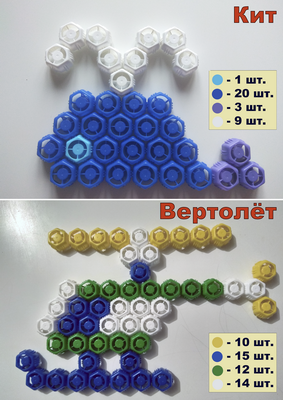 Кит
- 1 шт.
- 20 шт.
- 3 шт.
- 9 шт.
Вертолёт
- 10 шт.
- 15 шт.
- 12 шт.
- 14 шт.